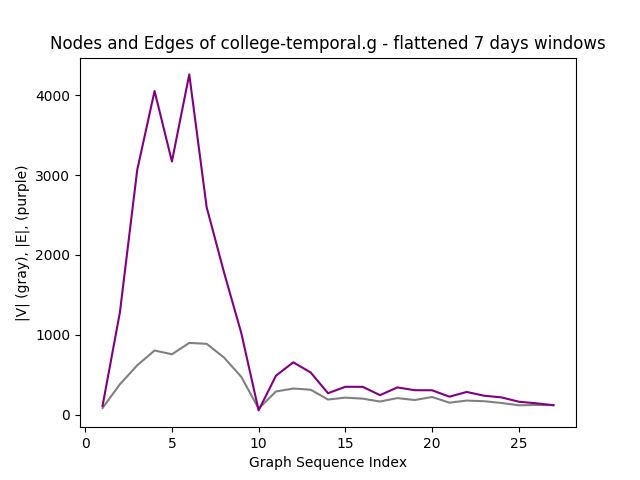 Nodes and Edges of college-temporal.g - flattened 7 days windows
|V| (gray), |E|, (purple)
4000
3000
2000
1000
0
0 5 10 15 20 25
Graph Sequence Index